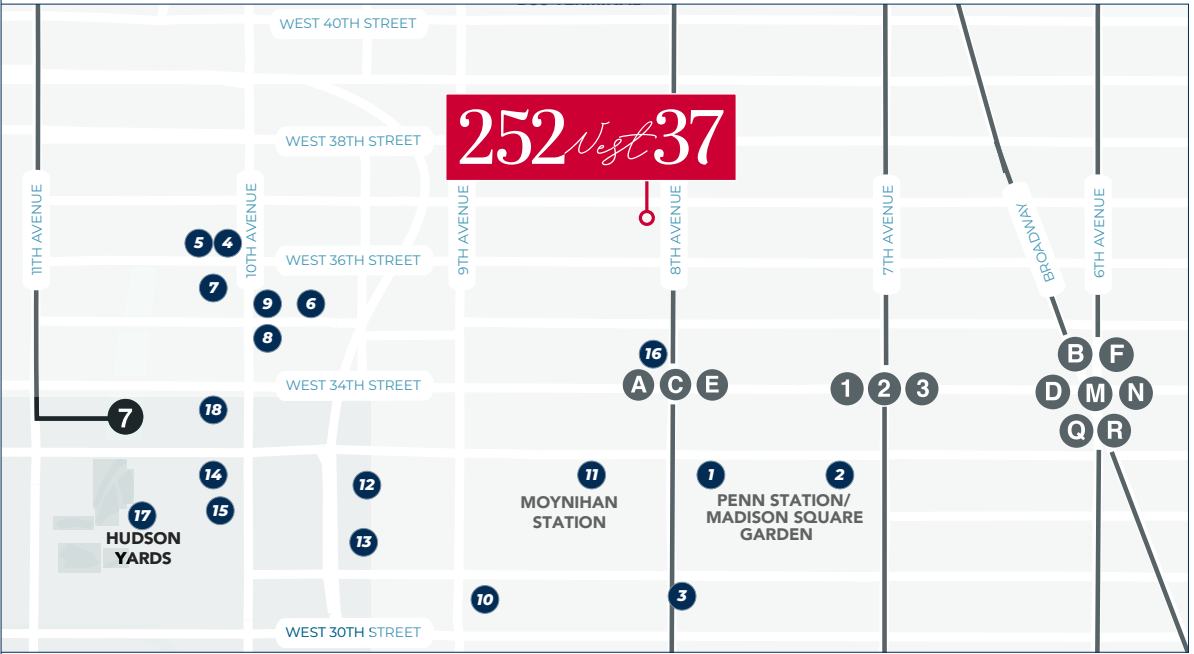 WEST 40TH STREET
252 West 37
WEST 38TH STREET
11TH AVENUE
10TH AVENUE
9TH AVENUE
8TH AVENUE
7TH AVENUE
BROADWAY
6TH AVENUE
5 4
WEST 36TH STREET
7
9 6
8
16
B F
WEST 34TH STREET
A C E
1 2 3
D M N
18
7
Q R
14
12
11
1
2
MOYNIHAN
STATION
PENN STATION/
MADISON SQUARE
GARDEN
15
17
HUDSON
YARDS
13
10
3
WEST 30TH STREET